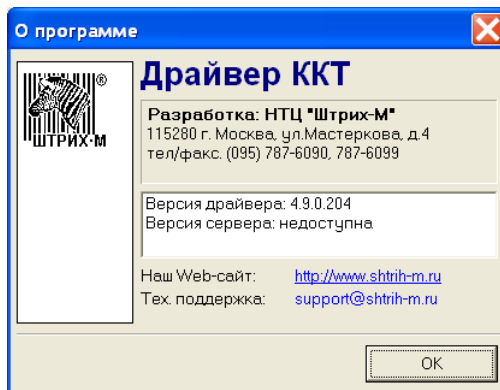 О программе
ШТРИХ-М®
Драйвер ККТ
Разработка: НТЦ "Штрих-М"
115280 г. Москва, ул.Мастеркова, д.4
тел/факс. (095) 787-6090, 787-6099
Версия драйвера: 4.9.0.204
Версия сервера: недоступна
Наш Web-сайт: http://www.shtrih-m.ru
Тех. поддержка: support@shtrih-m.ru
OK